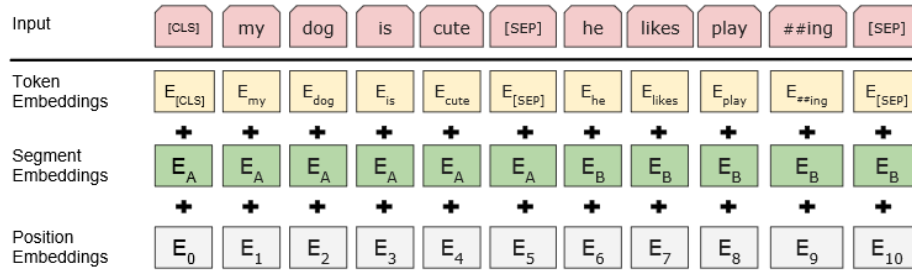 Input [CLS] my dog is cute [SEP] he likes play ##ing [SEP]
Token Embeddings E[CLS] Emy Edog Eis Ecute E[SEP] Ehe Elikes Eplay E##ing E[SEP]
+ + + + + + + + + + +
Segment Embeddings EA EA EA EA EA EA EB EB EB EB EB
+ + + + + + + + + + +
Position Embeddings E0 E1 E2 E3 E4 E5 E6 E7 E8 E9 E10